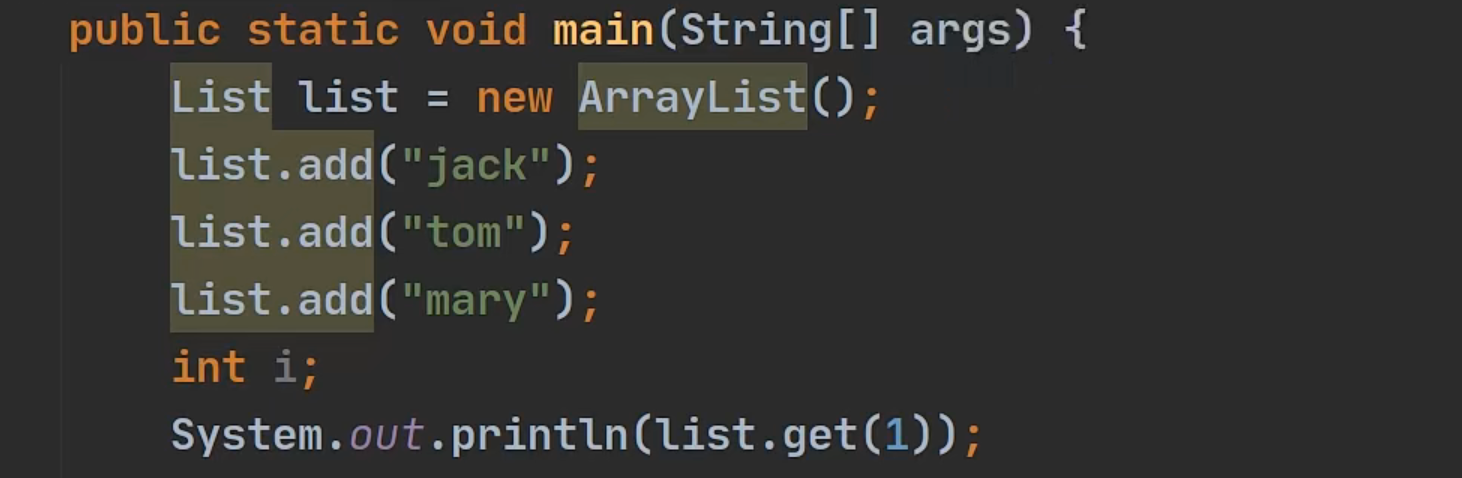 public static void main(String[] args) {
List list = new ArrayList();
list.add("jack");
list.add("tom");
list.add("mary");
int i;
System.out.println(list.get(1));